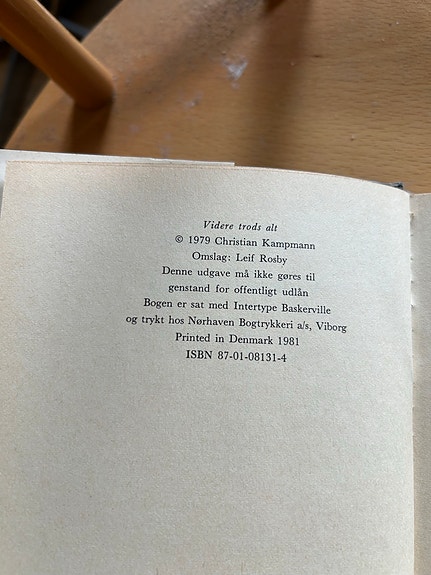 Videre trods alt
© 1979 Christian Kampmann
Omslag: Leif Rosby
Denne udgave må ikke gøres til
genstand for offentligt udlån
Bogen er sat med Intertype Baskerville
og trykt hos Nørhaven Bogtrykkeri a/s, Viborg
Printed in Denmark 1981
ISBN 87-01-08131-4